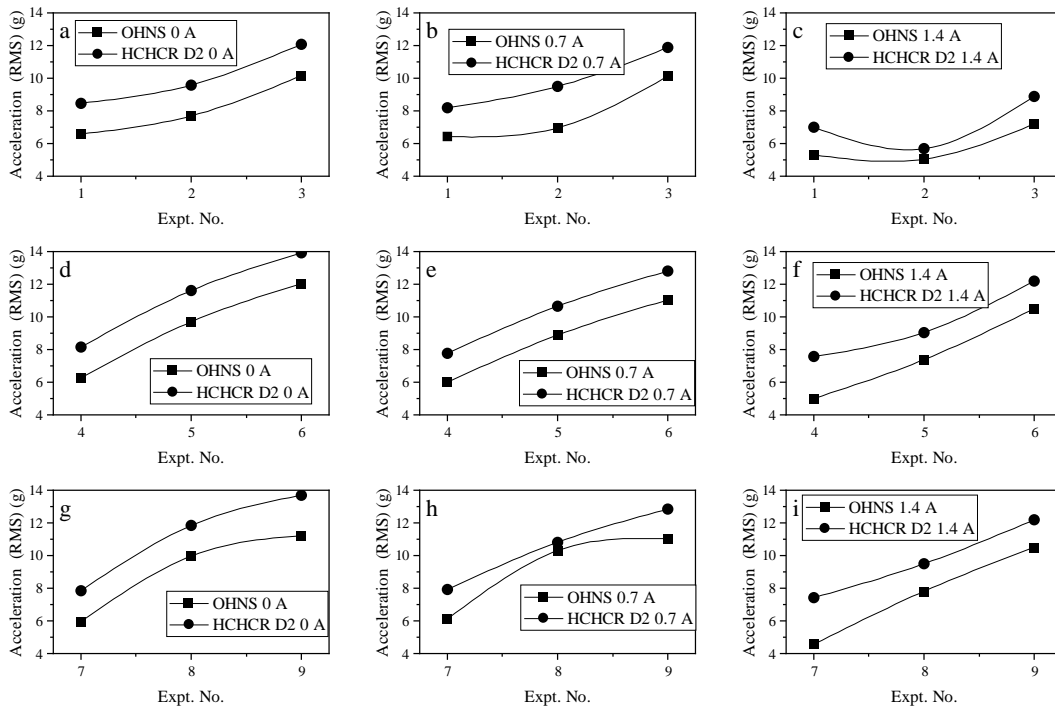 a
OHNS 0 A
HCHCR D2 0 A
Acceleration (RMS) (g)
14
12
10
8
6
4
1
2
3
Expt. No.
b
OHNS 0.7 A
HCHCR D2 0.7 A
Acceleration (RMS) (g)
14
12
10
8
6
4
1
2
3
Expt. No.
c
OHNS 1.4 A
HCHCR D2 1.4 A
Acceleration (RMS) (g)
14
12
10
8
6
4
1
2
3
Expt. No.
d
OHNS 0 A
HCHCR D2 0 A
Acceleration (RMS) (g)
14
12
10
8
6
4
4
5
6
Expt. No.
e
OHNS 0.7 A
HCHCR D2 0.7 A
Acceleration (RMS) (g)
14
12
10
8
6
4
4
5
6
Expt. No.
f
OHNS 1.4 A
HCHCR D2 1.4 A
Acceleration (RMS) (g)
14
12
10
8
6
4
4
5
6
Expt. No.
g
OHNS 0 A
HCHCR D2 0 A
Acceleration (RMS) (g)
14
12
10
8
6
4
7
8
9
Expt. No.
h
OHNS 0.7 A
HCHCR D2 0.7 A
Acceleration (RMS) (g)
14
12
10
8
6
4
7
8
9
Expt. No.
i
OHNS 1.4 A
HCHCR D2 1.4 A
Acceleration (RMS) (g)
14
12
10
8
6
4
7
8
9
Expt. No.